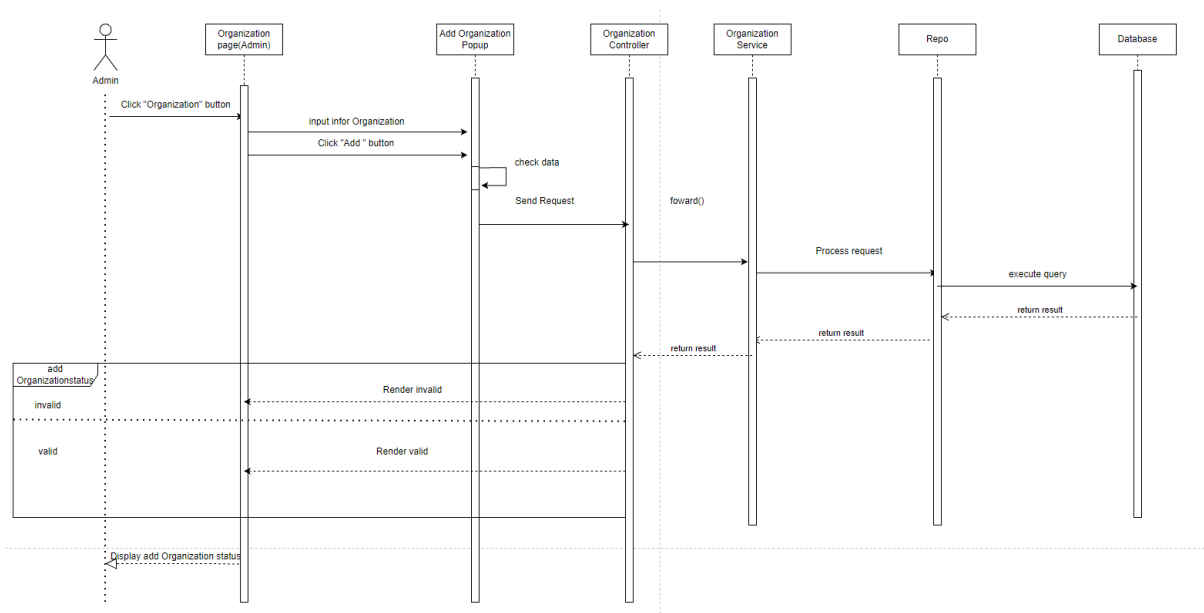 Organization
page(Admin)
Add Organization
Popup
Organization
Controller
Organization
Service
Repo
Database
Admin
Click "Organization" button
input infor Organization
Click "Add " button
check data
Send Request
foward()
Process request
execute query
return result
return result
return result
add
Organizationstatus
Render invalid
invalid
valid
Render valid
Display add Organization status